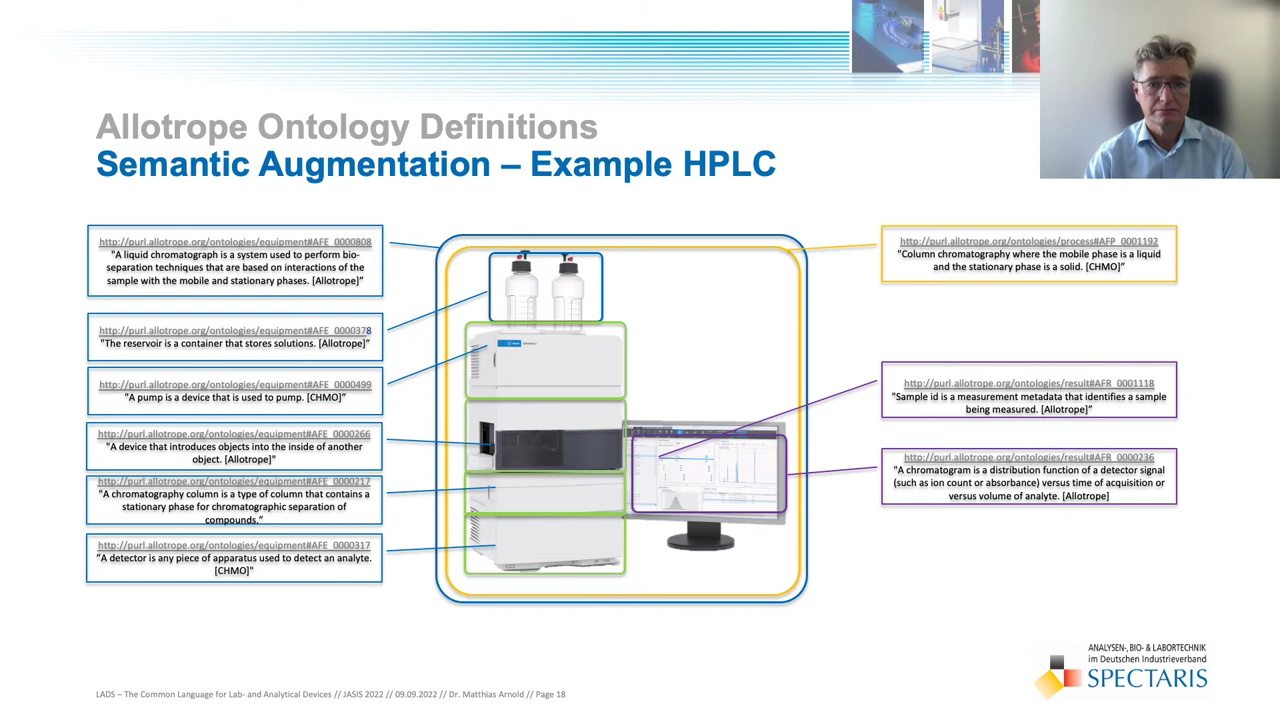 Allotrope Ontology Definitions
Semantic Augmentation – Example HPLC
http://purl.allotrope.org/ontologies/equipment#AFE_0000808
"A liquid chromatograph is a system used to perform bio-
separation techniques that are based on interactions of the
sample with the mobile and stationary phases. [Allotrope]”
http://purl.allotrope.org/ontologies/equipment#AFE_0000378
"The reservoir is a container that stores solutions. [Allotrope]”
http://purl.allotrope.org/ontologies/equipment#AFE_0000499
"A pump is a device that is used to pump. [CHMO]”
http://purl.allotrope.org/ontologies/equipment#AFE_0000266
"A device that introduces objects into the inside of another
object. [Allotrope]"
http://purl.allotrope.org/ontologies/equipment#AFE_0000217
"A chromatography column is a type of column that contains a
stationary phase for chromatographic separation of
compounds.”
http://purl.allotrope.org/ontologies/equipment#AFE_0000317
”A detector is any piece of apparatus used to detect an analyte.
[CHMO]"
http://purl.allotrope.org/ontologies/process#AFP_0001192
"Column chromatography where the mobile phase is a liquid
and the stationary phase is a solid. [CHMO]”
http://purl.allotrope.org/ontologies/result#AFR_0001118
"Sample id is a measurement metadata that identifies a sample
being measured. [Allotrope]”
http://purl.allotrope.org/ontologies/result#AFR_0000236
"A chromatogram is a distribution function of a detector signal
(such as ion count or absorbance) versus time of acquisition or
versus volume of analyte. [Allotrope]
ANALYSEN-, BIO- & LABORTECHNIK
im Deutschen Industrieverband
SPECTARIS
LADS – The Common Language for Lab- and Analytical Devices // JASIS 2022 // 09.09.2022 // Dr. Matthias Arnold // Page 18